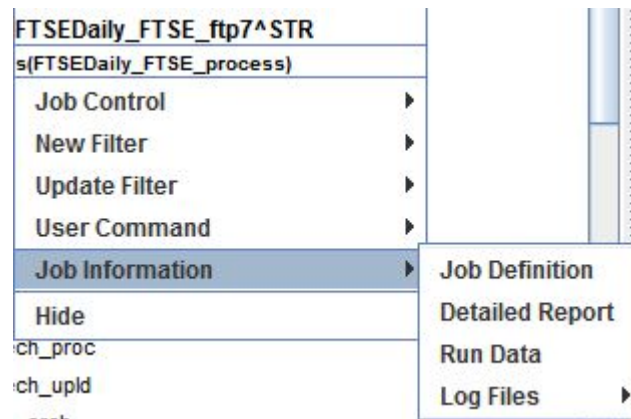 FTSEDaily_FTSE_ftp7^STR
s(FTSEDaily_FTSE_process)
Job Control
New Filter
Update Filter
User Command
Job Information
Job Definition
Hide
Detailed Report
ch_proc
Run Data
ch_upld
Log Files